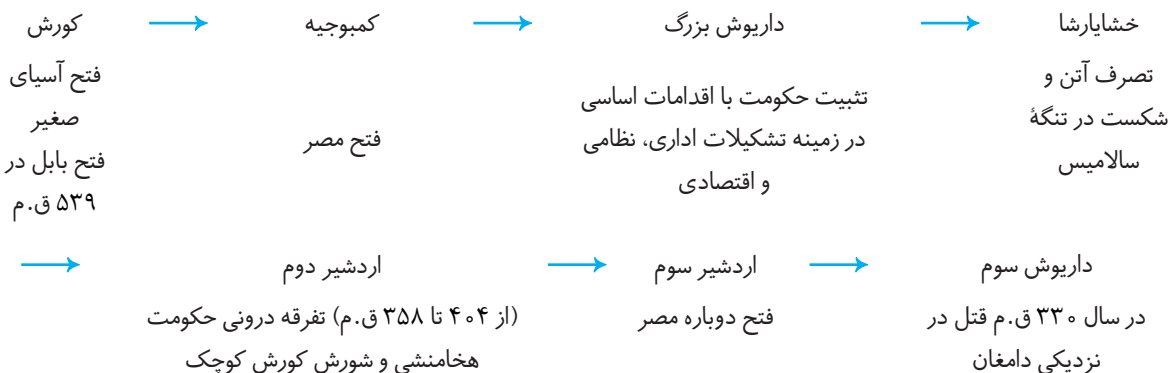 کورش
فتح آسیای
صغیر
فتح بابل در
۵۳۹ ق.م
کمبوجیه
فتح مصر
داریوش بزرگ
تثبیت حکومت با اقدامات اساسی
در زمینه تشکیلات اداری، نظامی
و اقتصادی
خشایارشا
تصرف آتن و
شکست در تنگهٔ
سالامیس
اردشیر دوم
(از ۴۰۴ تا ۳۵۸ ق.م) تفرقه درونی حکومت
هخامنشی و شورش کورش کوچک
اردشیر سوم
فتح دوباره مصر
داریوش سوم
در سال ۳۳۰ ق.م قتل در
نزدیکی دامغان